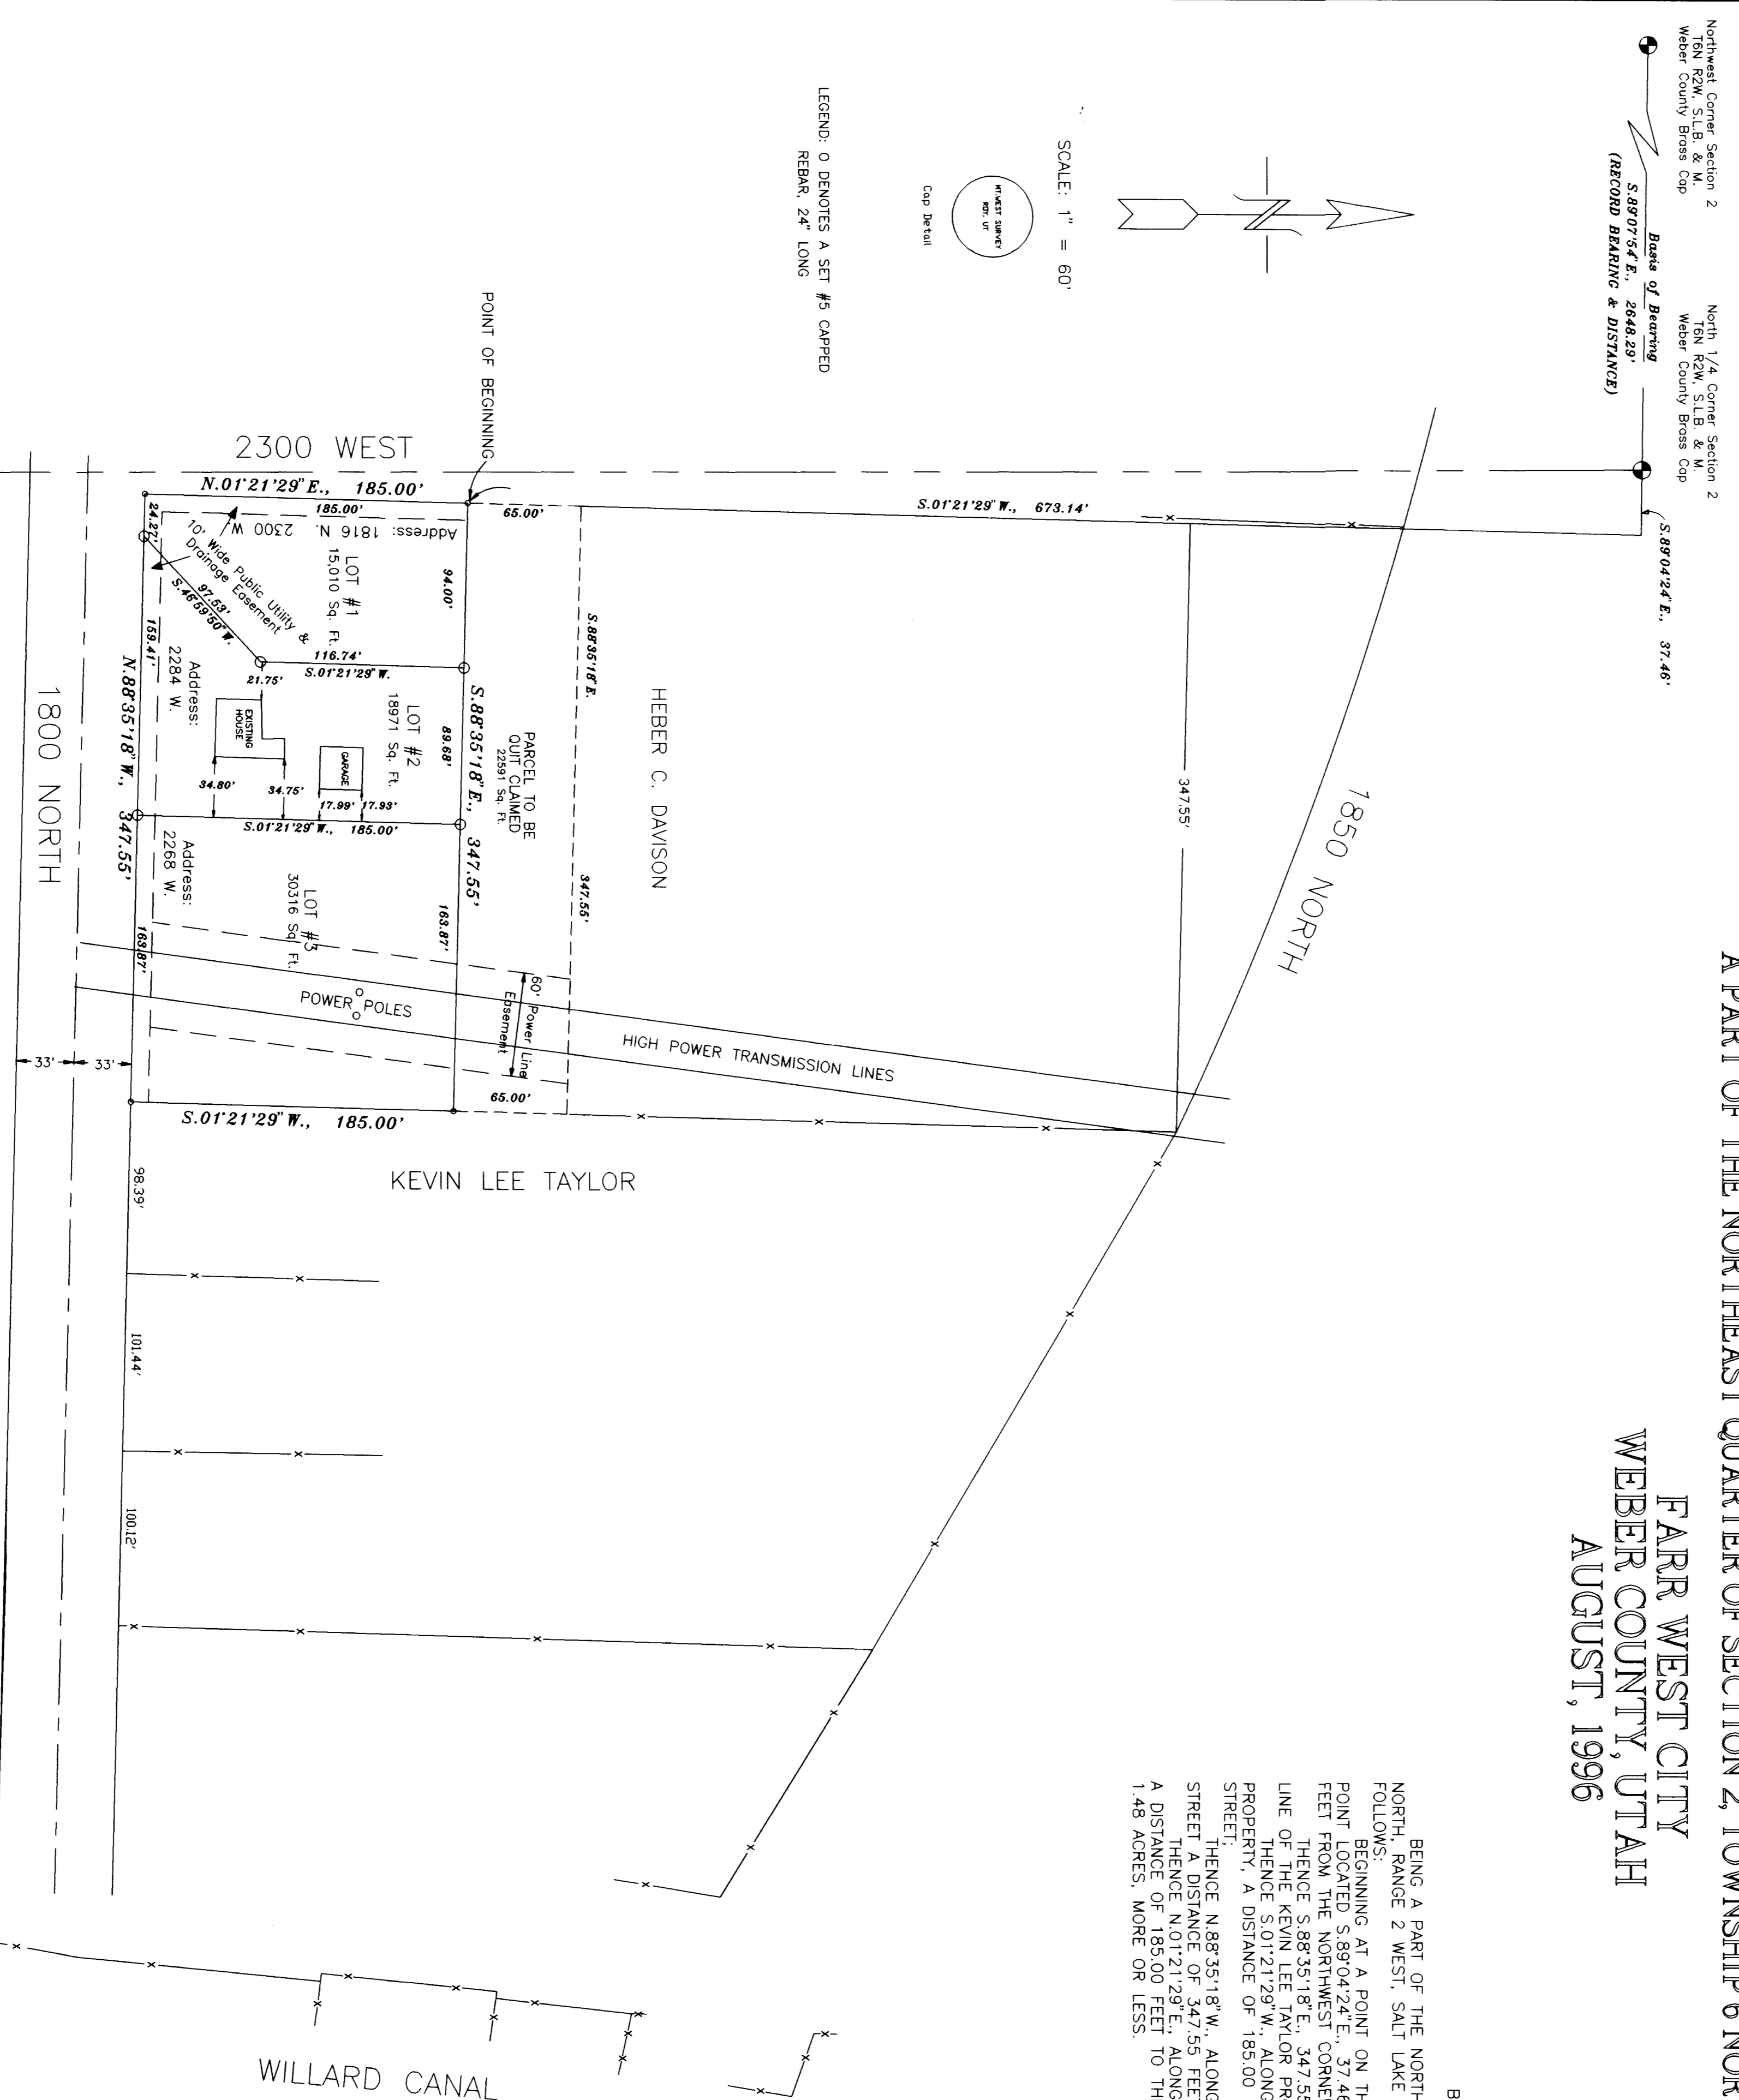 A PART OF THE NORTHEAST QUARTER OF SECTION 2, TOWNSHIP 6 NOR
FARR WEST CITY
WEBER COUNTY, UTAH
AUGUST, 1996
Northwest Corner Section 2
T6N R2W, S.L.B. & M.
Weber County Brass Cap
North 1/4 Corner Section 2
T6N R2W, S.L.B. & M.
Weber County Brass Cap
Basis of Bearing
S.89°07'54"E., 2648.29'
(RECORD BEARING & DISTANCE)
S.89°04'24"E., 37.46'
SCALE: 1" = 60'
MT.WEST SURVEY
ROY, UT
Cap Detail
LEGEND: O DENOTES A SET #5 CAPPED
REBAR, 24" LONG
POINT OF BEGINNING
2300 WEST
S.01°21'29"W., 673.14'
1850 NORTH
347.55'
HEBER C. DAVISON
S.88°35'18"E.
347.55'
65.00'
PARCEL TO BE
QUIT CLAIMED
22591 Sq. Ft.
60' Power Line
Easement
65.00'
HIGH POWER TRANSMISSION LINES
S.88°35'18"E., 347.55'
94.00'
89.68'
163.87'
N.01°21'29"E., 185.00'
185.00'
Address: 1816 N. 2300 W.
LOT #1
15,010 Sq. Ft.
10' Wide Public Utility &
Drainage Easement
97.53'
S.46°59'50"W.
116.74'
S.01°21'29"W.
21.75'
LOT #2
18971 Sq. Ft.
EXISTING
HOUSE
GARAGE
34.80'
34.75'
17.99'
17.93'
S.01°21'29"W., 185.00'
Address:
2284 W.
LOT #3
30316 Sq. Ft.
Address:
2268 W.
POWER POLES
24.27'
159.41'
163.87'
N.88°35'18"W., 347.55'
S.01°21'29"W., 185.00'
KEVIN LEE TAYLOR
33'
33'
1800 NORTH
98.39'
101.44'
100.12'
WILLARD CANAL
B
BEING A PART OF THE NORTH
NORTH, RANGE 2 WEST, SALT LAKE
FOLLOWS:
BEGINNING AT A POINT ON TH
POINT LOCATED S.89°04'24"E., 37.46
FEET FROM THE NORTHWEST CORNE
THENCE S.88°35'18"E., 347.55
LINE OF THE KEVIN LEE TAYLOR PR
THENCE S.01°21'29"W., ALONG
PROPERTY, A DISTANCE OF 185.00
STREET;
THENCE N.88°35'18"W., ALONG
STREET A DISTANCE OF 347.55 FEET
THENCE N.01°21'29"E., ALONG
A DISTANCE OF 185.00 FEET TO TH
1.48 ACRES, MORE OR LESS.